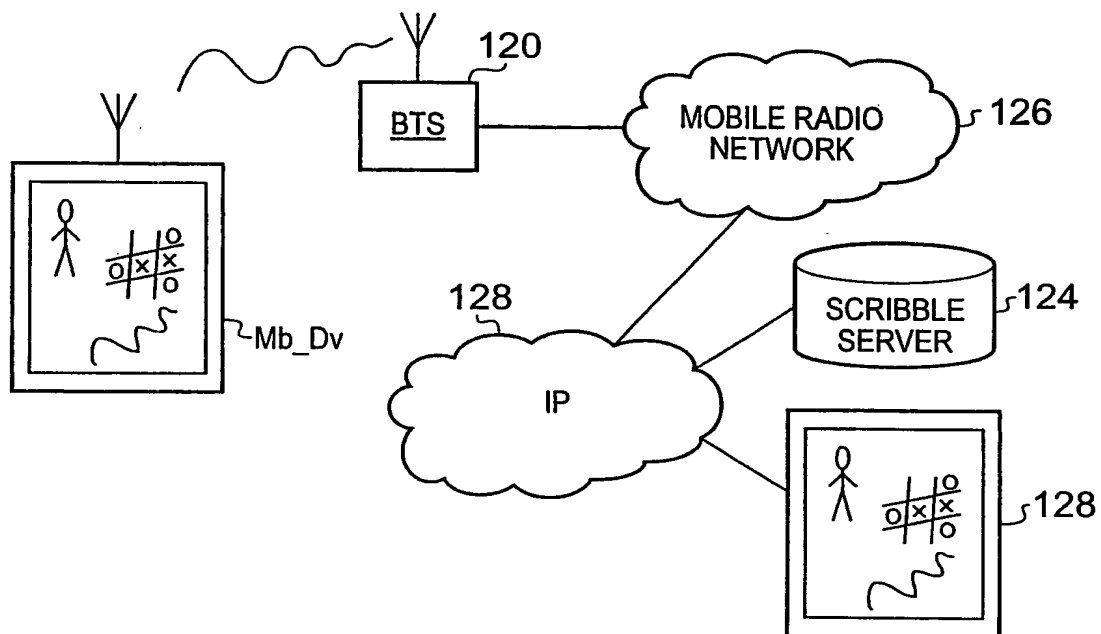 120
BTS
MOBILE RADIO
NETWORK
126
O
O X X
O
Mb_Dv
128
IP
SCRIBBLE
SERVER
124
O
O X X
O
128